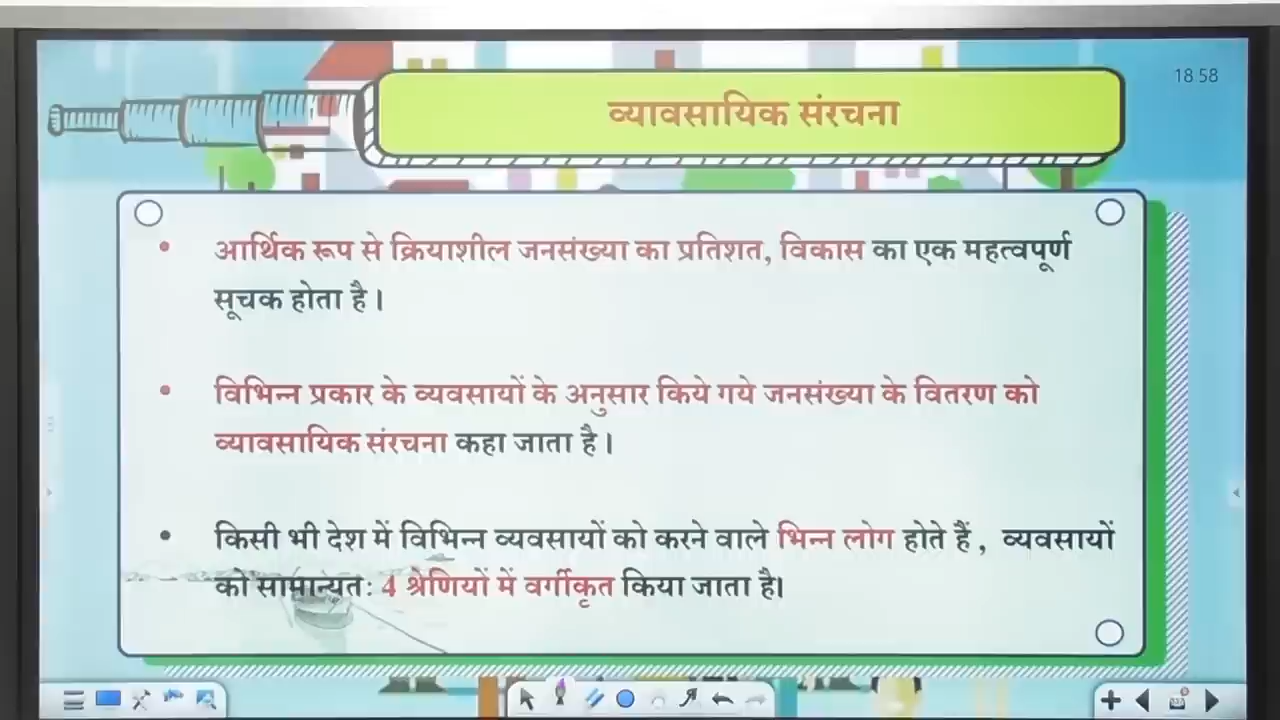 18 58
व्यावसायिक संरचना
• आर्थिक रूप से क्रियाशील जनसंख्या का प्रतिशत, विकास का एक महत्वपूर्ण
सूचक होता है।
• विभिन्न प्रकार के व्यवसायों के अनुसार किये गये जनसंख्या के वितरण को
व्यावसायिक संरचना कहा जाता है।
• किसी भी देश में विभिन्न व्यवसायों को करने वाले भिन्न लोग होते हैं , व्यवसायों
को सामान्यतः 4 श्रेणियों में वर्गीकृत किया जाता है।